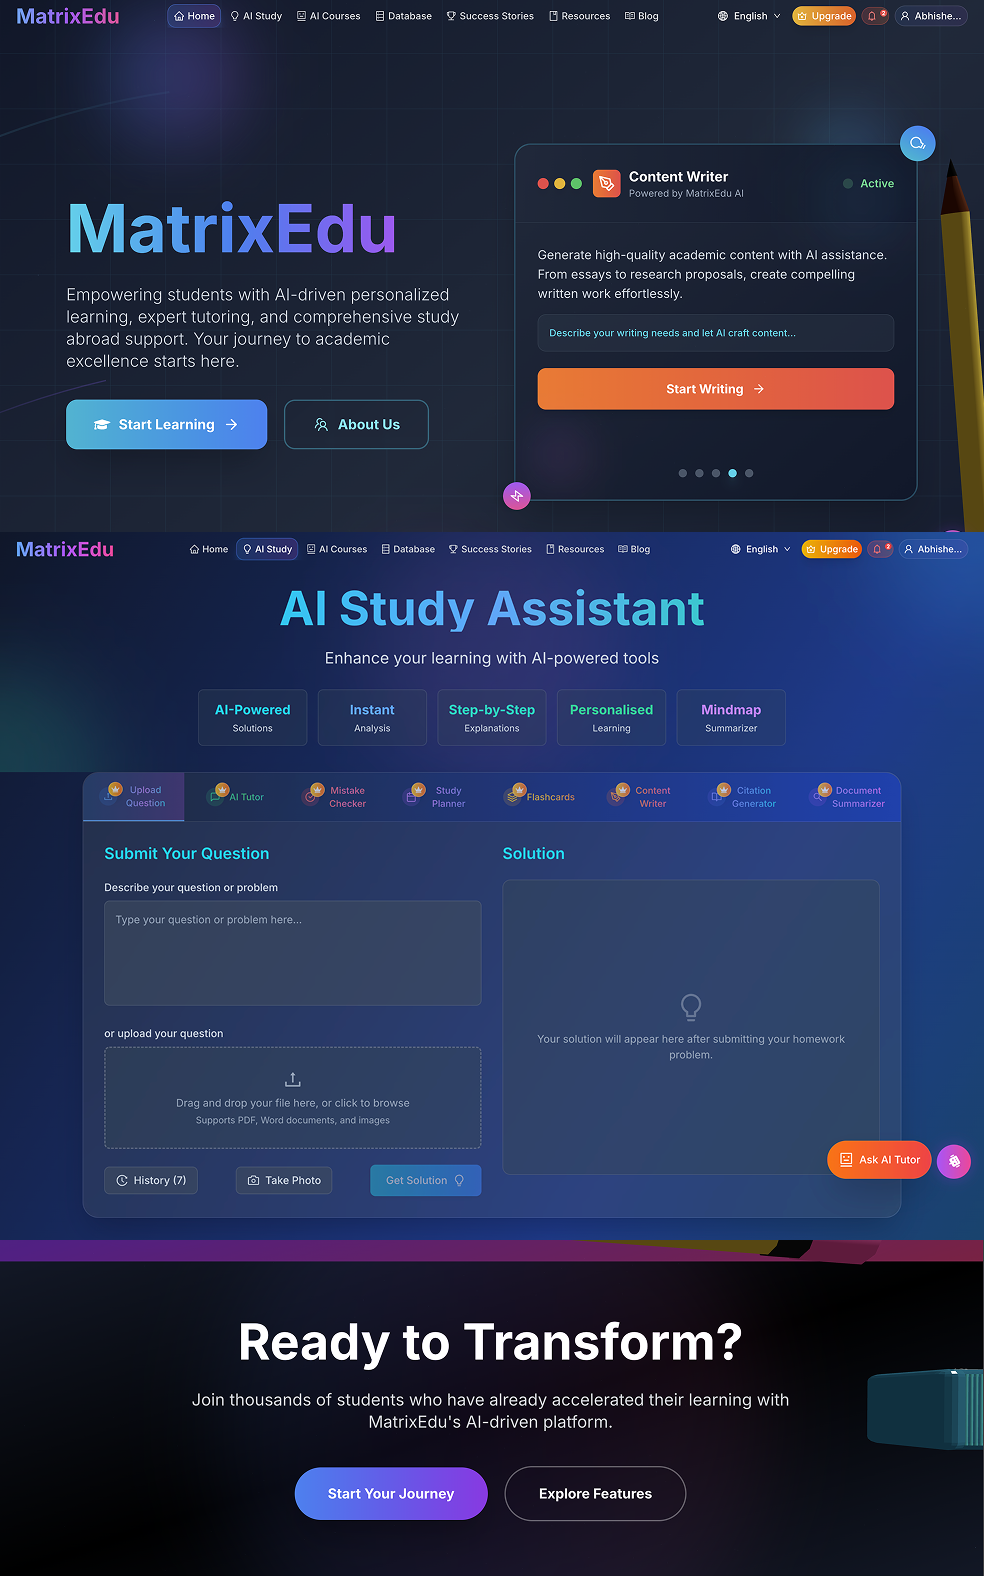 MatrixEdu
Home
AI Study
AI Courses
Database
Success Stories
Resources
Blog
English
Upgrade
2
Abhishe...
Content Writer
Powered by MatrixEdu AI
Active
MatrixEdu
Empowering students with AI-driven personalized
learning, expert tutoring, and comprehensive study
abroad support. Your journey to academic
excellence starts here.
Start Learning
About Us
Generate high-quality academic content with AI assistance.
From essays to research proposals, create compelling
written work effortlessly.
Describe your writing needs and let AI craft content...
Start Writing
MatrixEdu
Home
AI Study
AI Courses
Database
Success Stories
Resources
Blog
English
Upgrade
2
Abhishe...
AI Study Assistant
Enhance your learning with AI-powered tools
AI-Powered
Solutions
Instant
Analysis
Step-by-Step
Explanations
Personalised
Learning
Mindmap
Summarizer
Upload
Question
AI Tutor
Mistake
Checker
Study
Planner
Flashcards
Content
Writer
Citation
Generator
Document
Summarizer
Submit Your Question
Describe your question or problem
Type your question or problem here...
or upload your question
Drag and drop your file here, or click to browse
Supports PDF, Word documents, and images
History (7)
Take Photo
Get Solution
Solution
Your solution will appear here after submitting your homework
problem.
Ask AI Tutor
Ready to Transform?
Join thousands of students who have already accelerated their learning with
MatrixEdu's AI-driven platform.
Start Your Journey
Explore Features